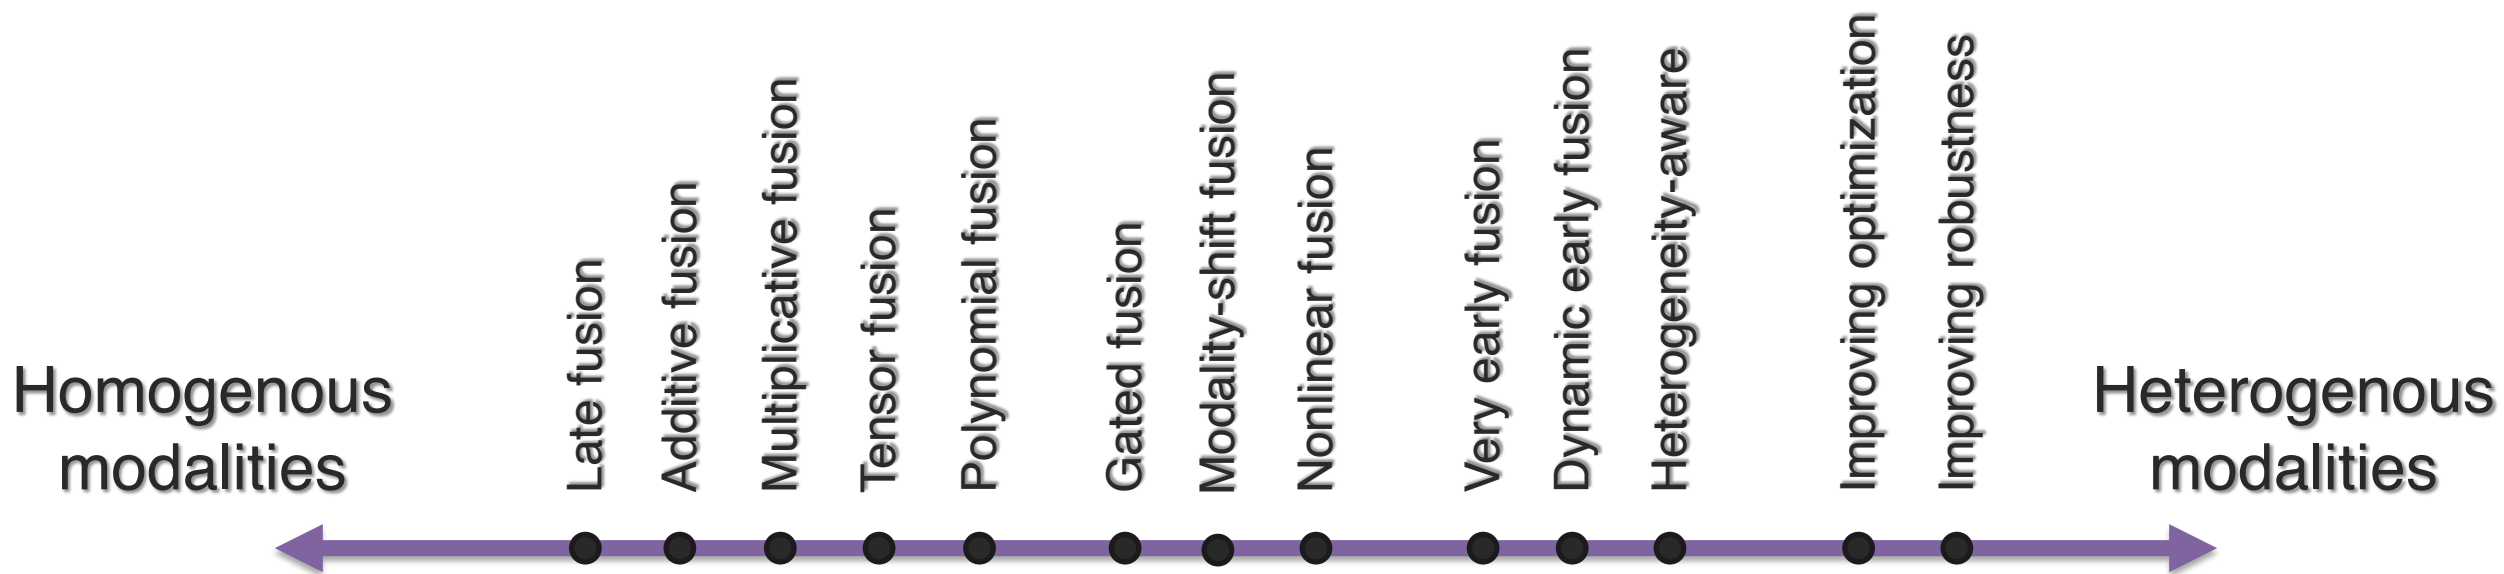 Homogenous
modalities
Late fusion
Additive fusion
Multiplicative fusion
Tensor fusion
Polynomial fusion
Gated fusion
Modality-shift fusion
Nonlinear fusion
Very early fusion
Dynamic early fusion
Heterogeneity-aware
Improving optimization
Improving robustness
Heterogenous
modalities